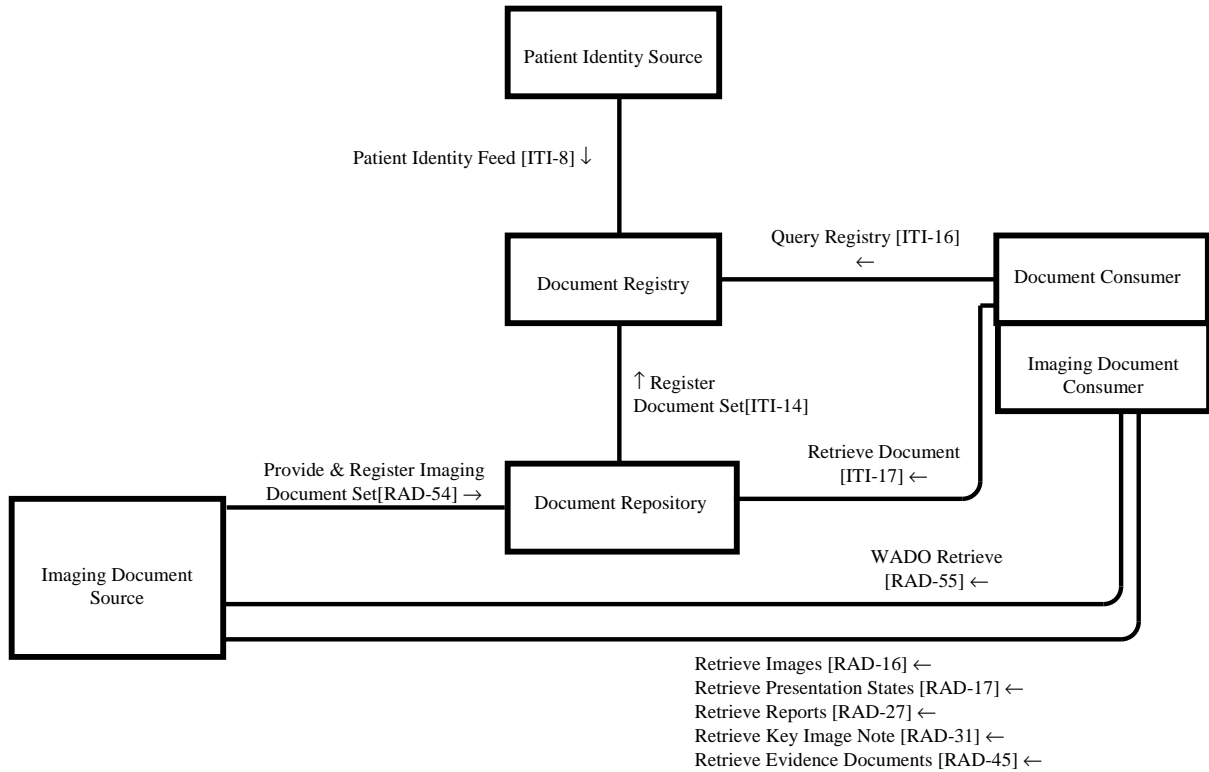 Patient Identity Source
Patient Identity Feed [ITI-8] ↓
Query Registry [ITI-16]
←
Document Registry
Document Consumer
Imaging Document
Consumer
↑ Register
Document Set[ITI-14]
Retrieve Document
[ITI-17] ←
Provide & Register Imaging
Document Set[RAD-54] →
Document Repository
Imaging Document
Source
WADO Retrieve
[RAD-55] ←
Retrieve Images [RAD-16] ←
Retrieve Presentation States [RAD-17] ←
Retrieve Reports [RAD-27] ←
Retrieve Key Image Note [RAD-31] ←
Retrieve Evidence Documents [RAD-45] ←